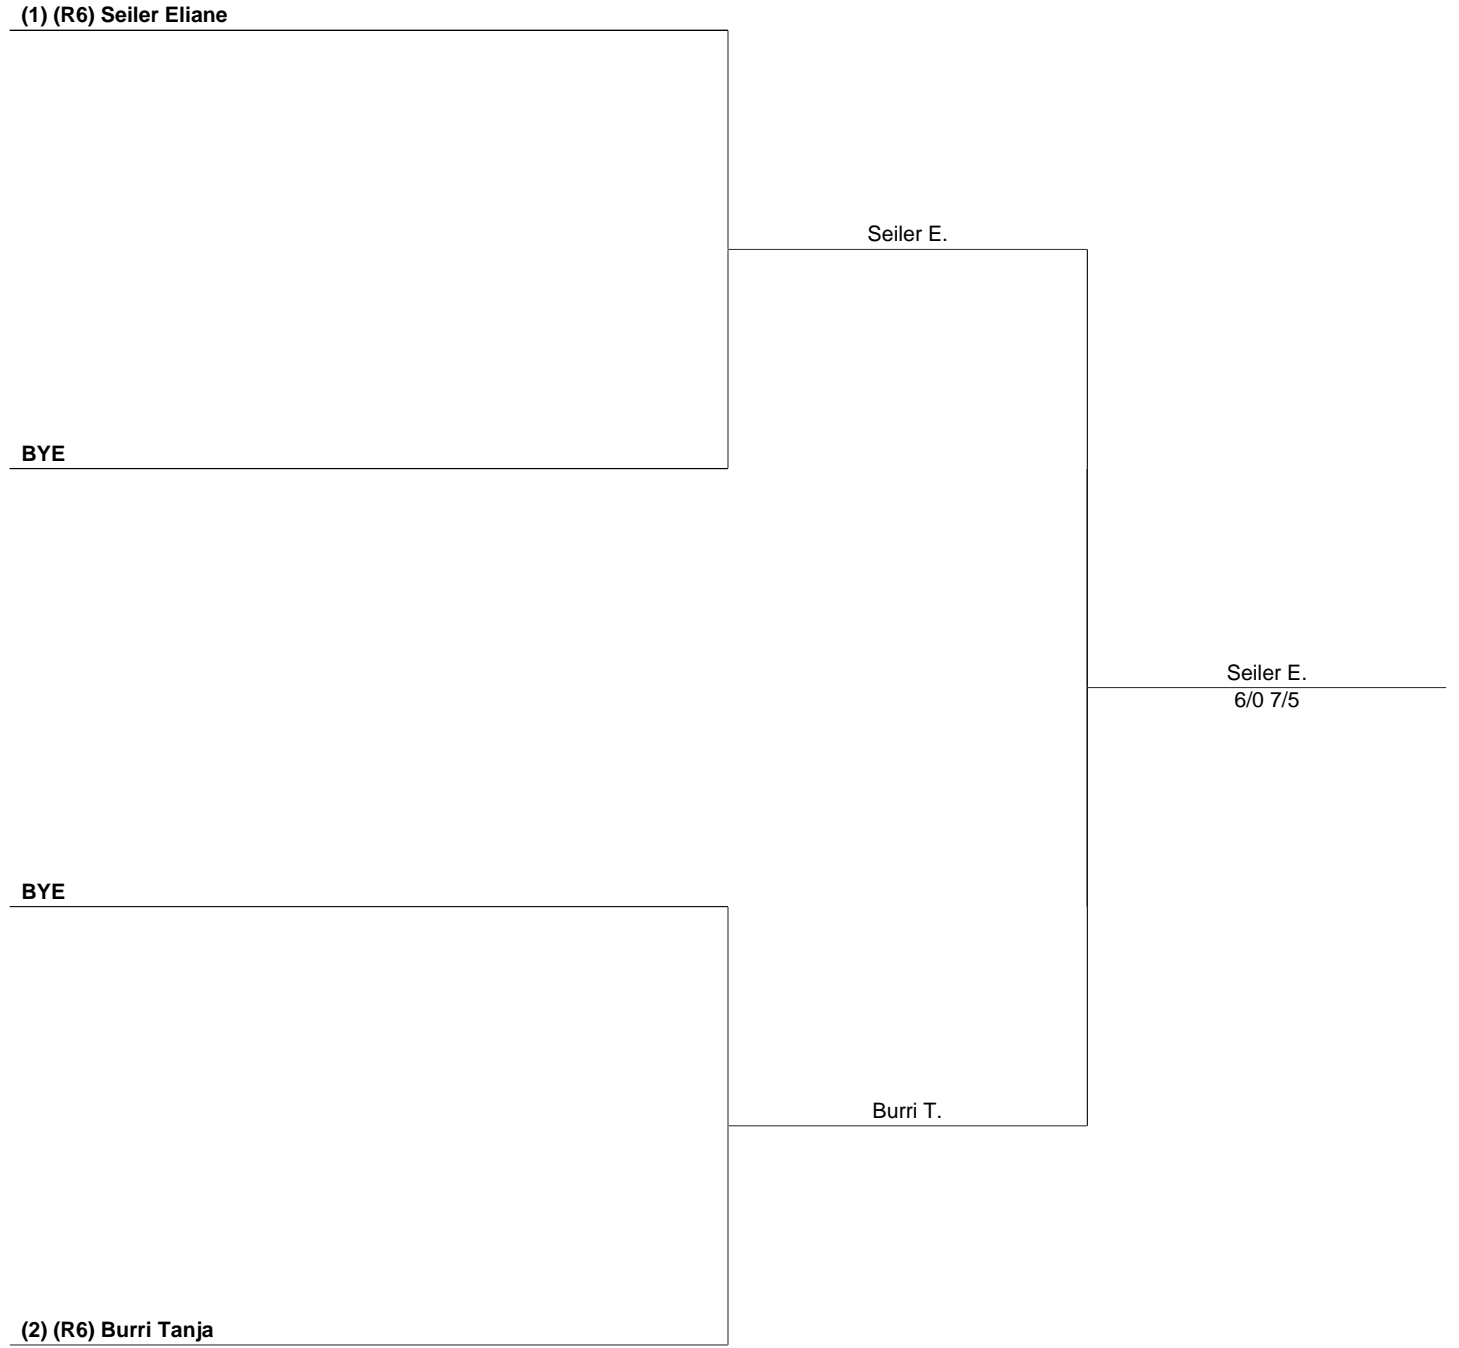 (1) (R6) Seiler Eliane
Seiler E.
BYE
Seiler E.
6/0 7/5
BYE
Burri T.
(2) (R6) Burri Tanja